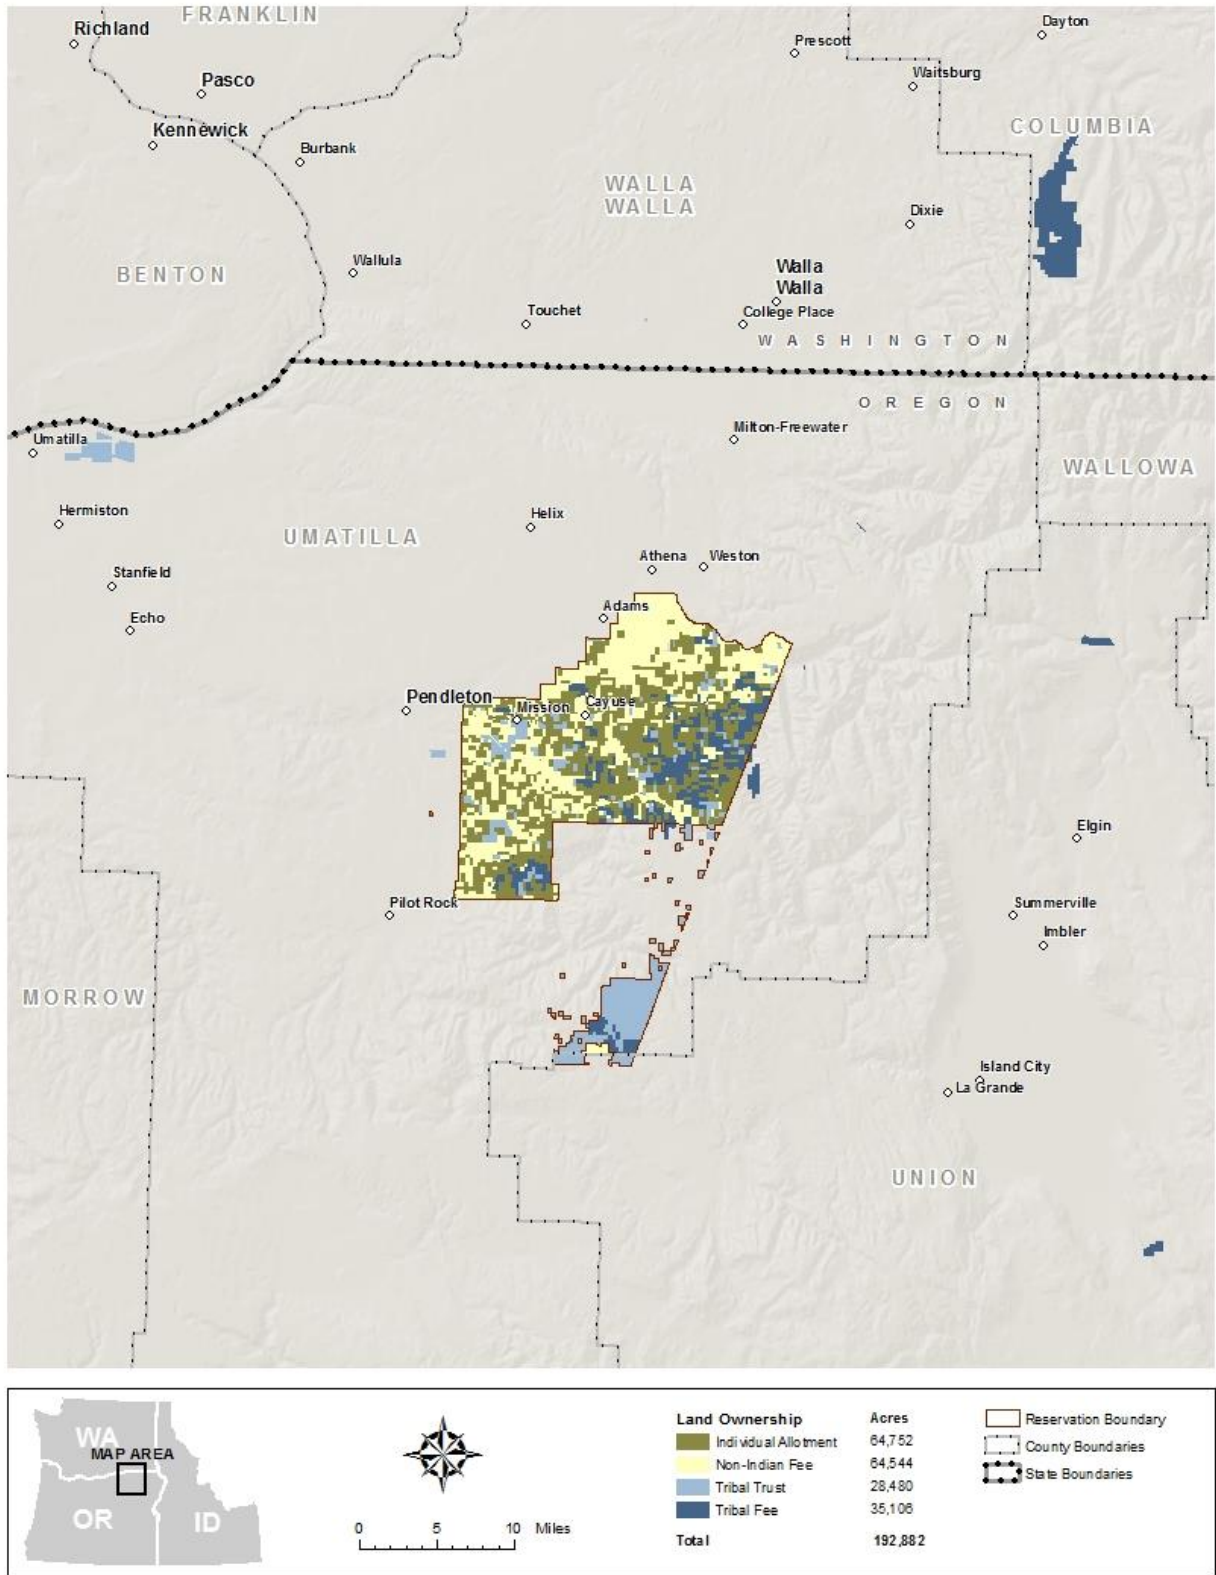 FRANKLIN
Richland
Dayton
Prescott
Pasco
Waitsburg
Kennewick
COLUMBIA
Burbank
WALLA
WALLA
Dixie
BENTON
Wallula
Walla
Walla
Touchet
College Place
WASHINGTON
OREGON
Umatilla
Milton-Freewater
WALLOWA
Hermiston
Helix
UMATILLA
Athena
Weston
Stanfield
Adams
Echo
Pendleton
Mission
Cayuse
Elgin
Pilot Rock
Summerville
Imbler
MORROW
Island City
La Grande
UNION
WA
MAP AREA
OR
ID
0 5 10 Miles
Land Ownership Acres
Individual Allotment 64,752
Non-Indian Fee 64,544
Tribal Trust 28,480
Tribal Fee 35,106
Total 192,882
Reservation Boundary
County Boundaries
State Boundaries